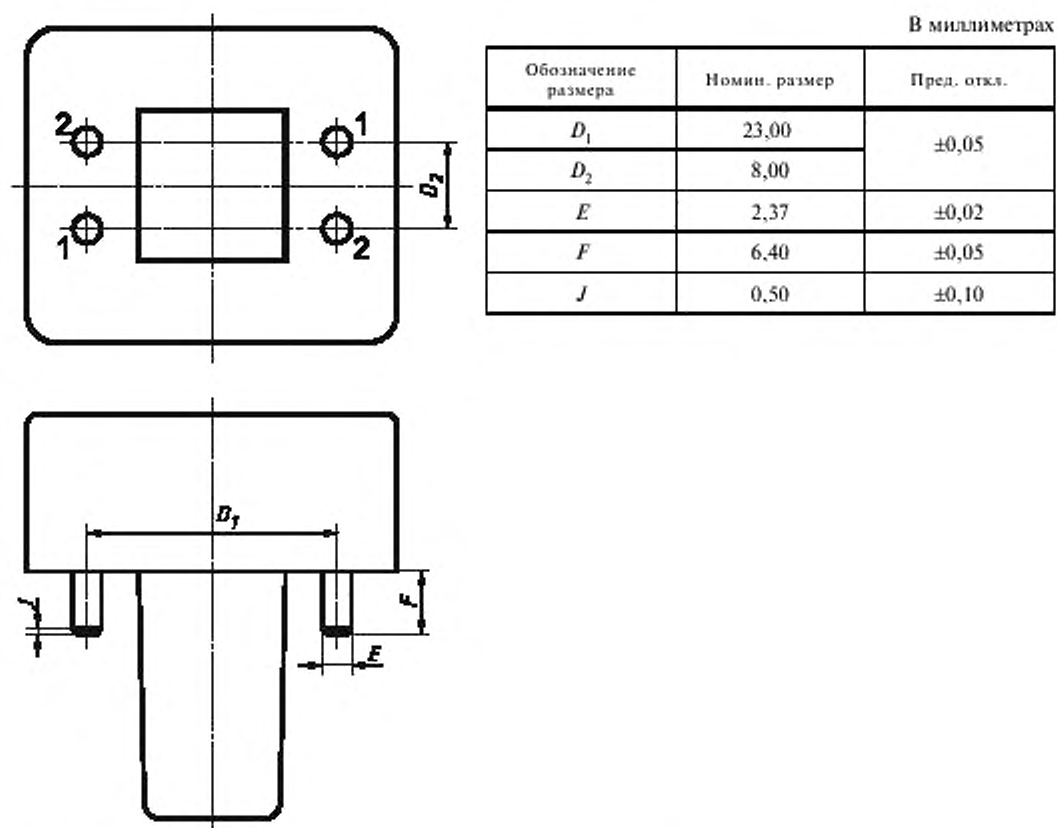 В миллиметрах
Обозначение размера Номин. размер Пред. откл.
D₁ 23,00 ±0,05
D₂ 8,00
E 2,37 ±0,02
F 6,40 ±0,05
J 0,50 ±0,10
2 1
D₂
1 2
D₁
J F
E